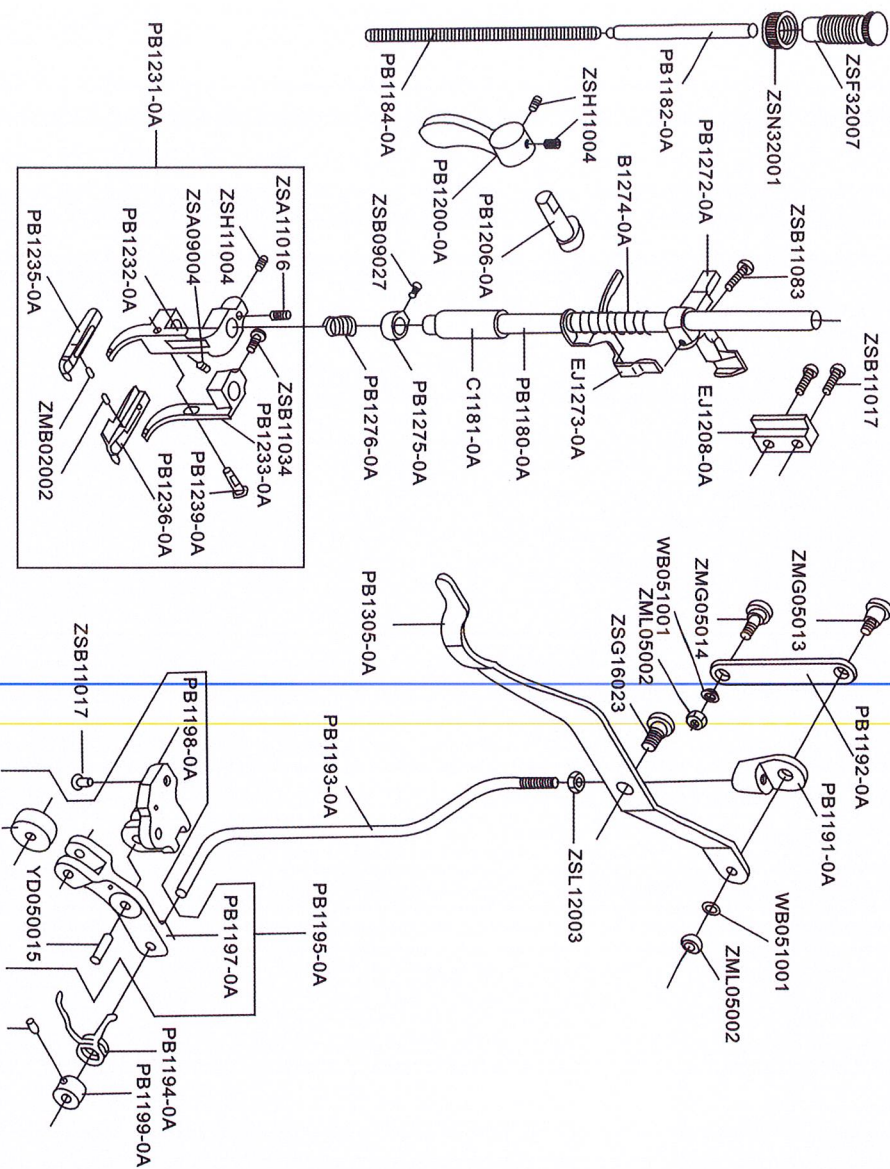 ZSF32007
ZSN32001
PB1182-0A
PB1184-0A
ZSH11004
PB1200-0A
PB1206-0A
B1274-0A
PB1272-0A
ZSB11083
ZSB11017
EJ1208-0A
EJ1273-0A
PB1180-0A
C1181-0A
ZSB09027
PB1275-0A
PB1276-0A
PB1231-0A
ZSA11016
ZSH11004
ZSA09004
PB1232-0A
PB1235-0A
ZSB11034
PB1233-0A
PB1239-0A
PB1236-0A
ZMB02002
ZMG05013
ZMG05014
WB051001
ZML05002
ZSG16023
PB1305-0A
PB1192-0A
PB1191-0A
WB051001
ZML05002
ZSL12003
PB1193-0A
PB1198-0A
ZSB11017
PB1195-0A
PB1197-0A
YD050015
PB1194-0A
PB1199-0A